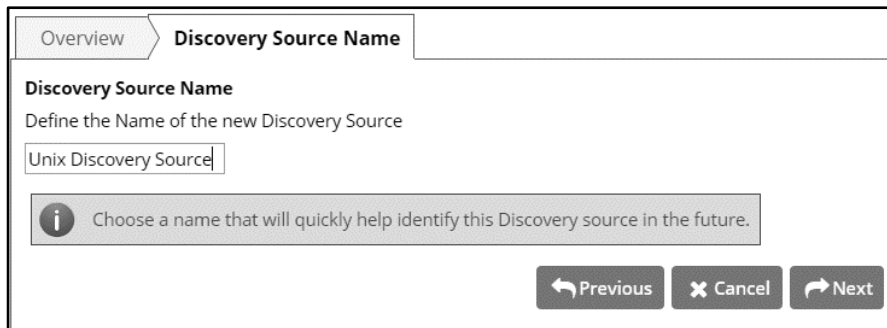 Overview
Discovery Source Name
Discovery Source Name
Define the Name of the new Discovery Source
Unix Discovery Source
Choose a name that will quickly help identify this Discovery source in the future.
Previous
Cancel
Next